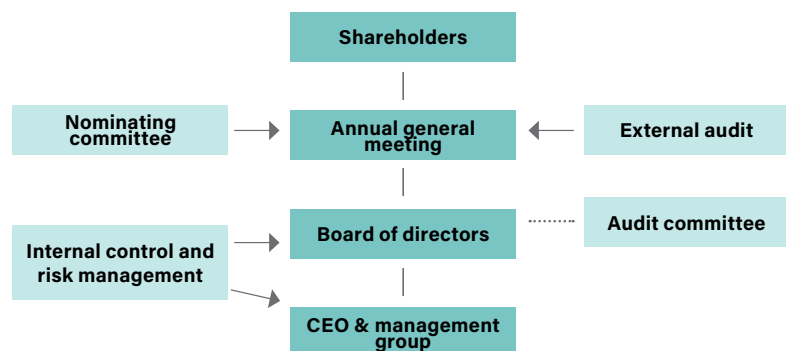 Shareholders
Nominating
committee
Annual general
meeting
External audit
Internal control and
risk management
Board of directors
Audit committee
CEO & management
group